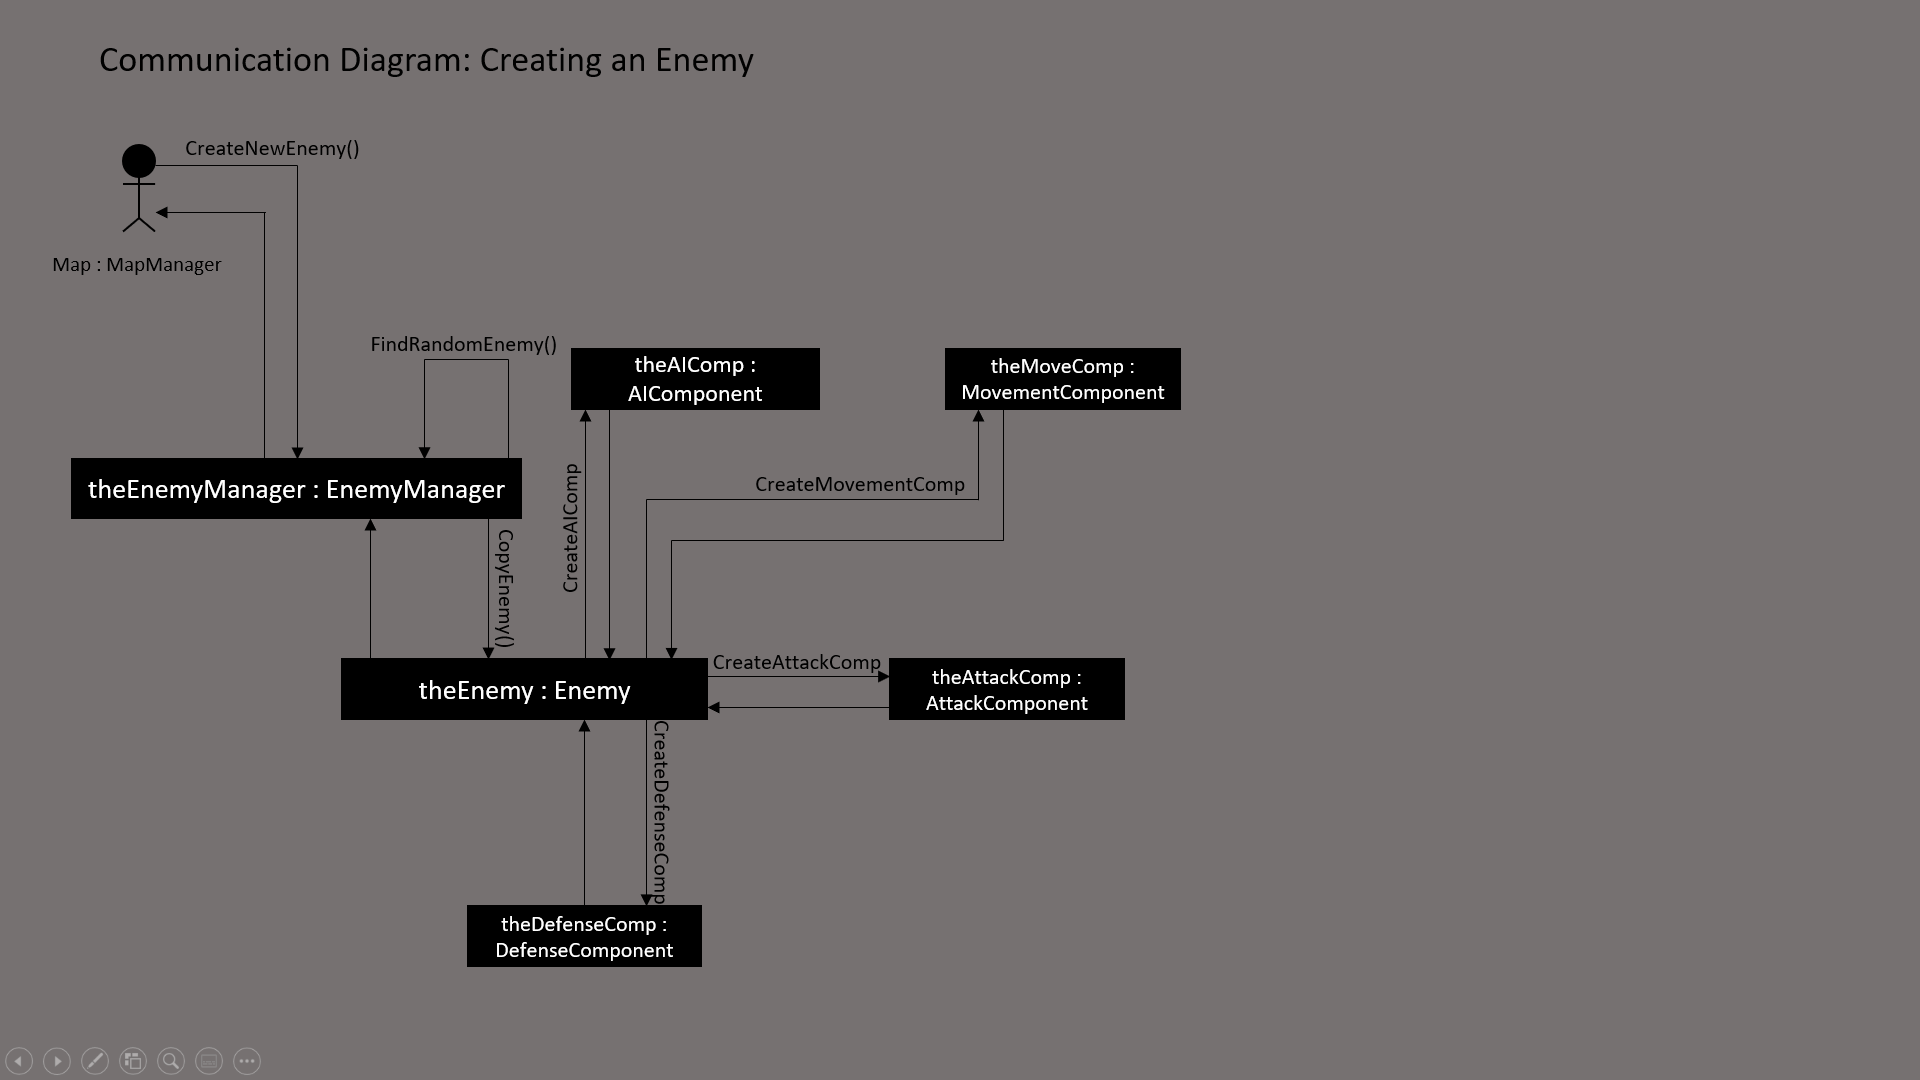 Communication Diagram: Creating an Enemy
CreateNewEnemy()
Map : MapManager
FindRandomEnemy()
theAIComp :
AIComponent
theMoveComp :
MovementComponent
theEnemyManager : EnemyManager
CreateMovementComp
CreateAIComp
CopyEnemy()
theEnemy : Enemy
CreateAttackComp
theAttackComp :
AttackComponent
CreateDefenseComp
theDefenseComp :
DefenseComponent